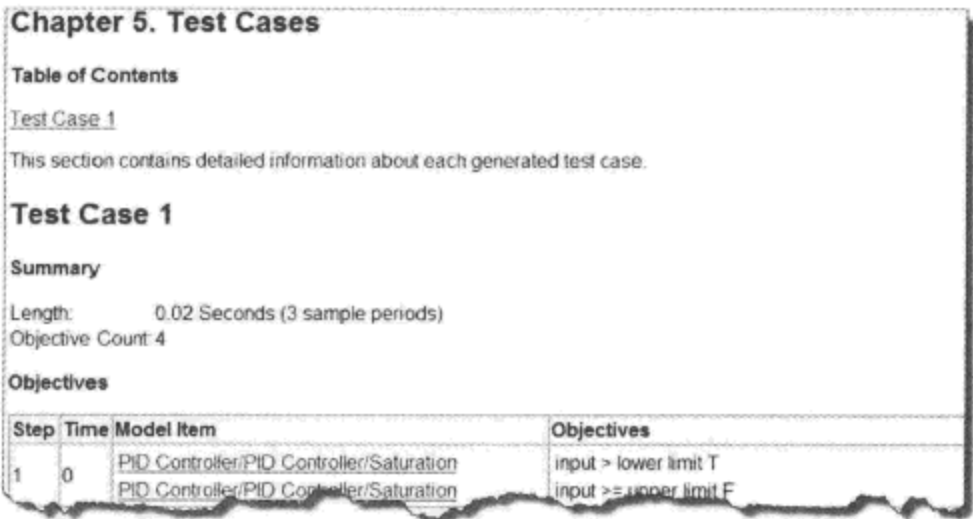 Chapter 5. Test Cases
Table of Contents
Test Case 1
This section contains detailed information about each generated test case.
Test Case 1
Summary
Length: 0.02 Seconds (3 sample periods)
Objective Count: 4
Objectives
Step Time Model Item Objectives
1 0 PID Controller/PID Controller/Saturation input > lower limit T
PID Controller/PID Controller/Saturation input >= upper limit F